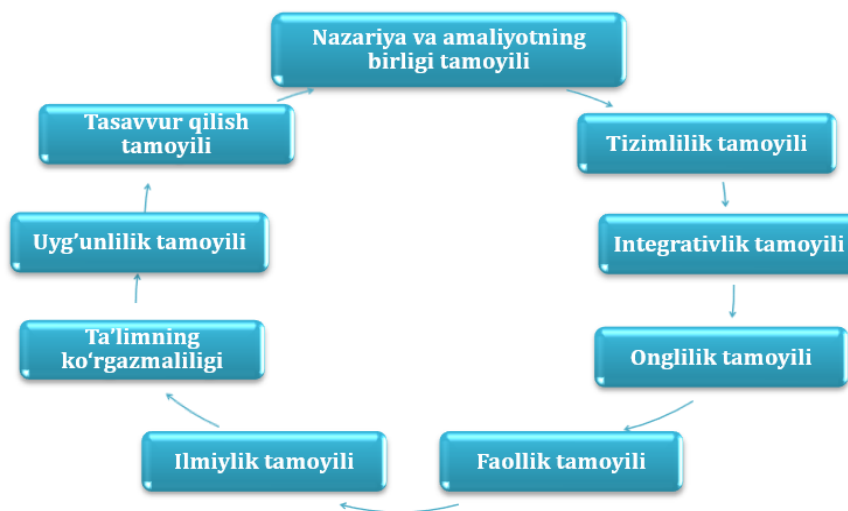 Nazariya va amaliyotning
birligi tamoyili
Tizimlilik tamoyili
Integrativlik tamoyili
Onglilik tamoyili
Faollik tamoyili
Ilmiylik tamoyili
Ta’limning
ko‘rgazmaliligi
Uyg’unlilik tamoyili
Tasavvur qilish
tamoyili